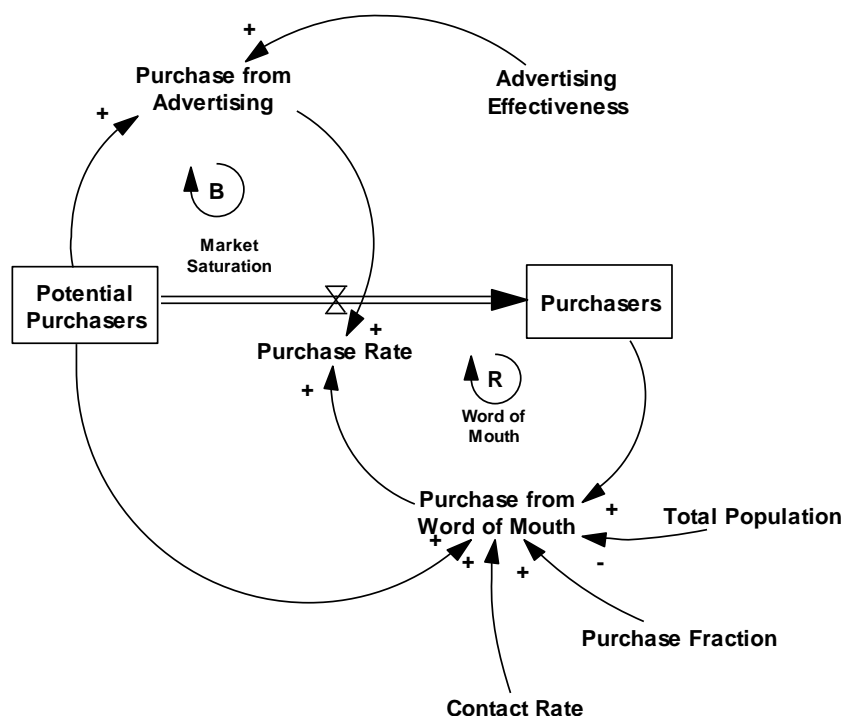 +
Purchase from
Advertising
Advertising
Effectiveness
+
B
Market
Saturation
Potential
Purchasers
Purchasers
+
Purchase Rate
+
R
Word of
Mouth
Purchase from
Word of Mouth
+
Total Population
+
+
+
-
Purchase Fraction
Contact Rate